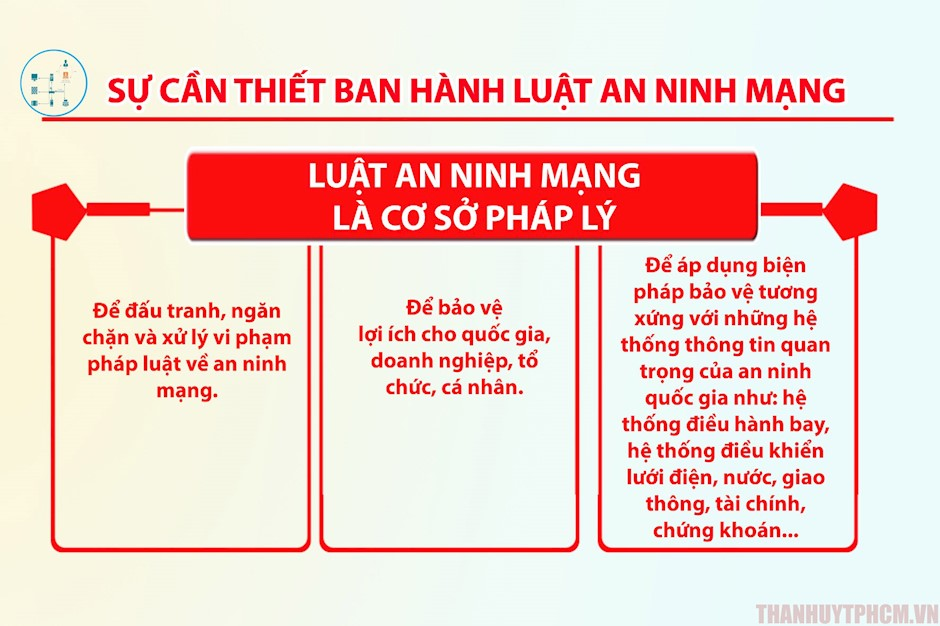 SỰ CẦN THIẾT BAN HÀNH LUẬT AN NINH MẠNG
LUẬT AN NINH MẠNG
LÀ CƠ SỞ PHÁP LÝ
Để đấu tranh, ngăn
chặn và xử lý vi phạm
pháp luật về an ninh
mạng.
Để bảo vệ
lợi ích cho quốc gia,
doanh nghiệp, tổ
chức, cá nhân.
Để áp dụng biện
pháp bảo vệ tương
xứng với những hệ
thống thông tin quan
trọng của an ninh
quốc gia như: hệ
thống điều hành bay,
hệ thống điều khiển
lưới điện, nước, giao
thông, tài chính,
chứng khoán...
THANHUYTPHCM.VN